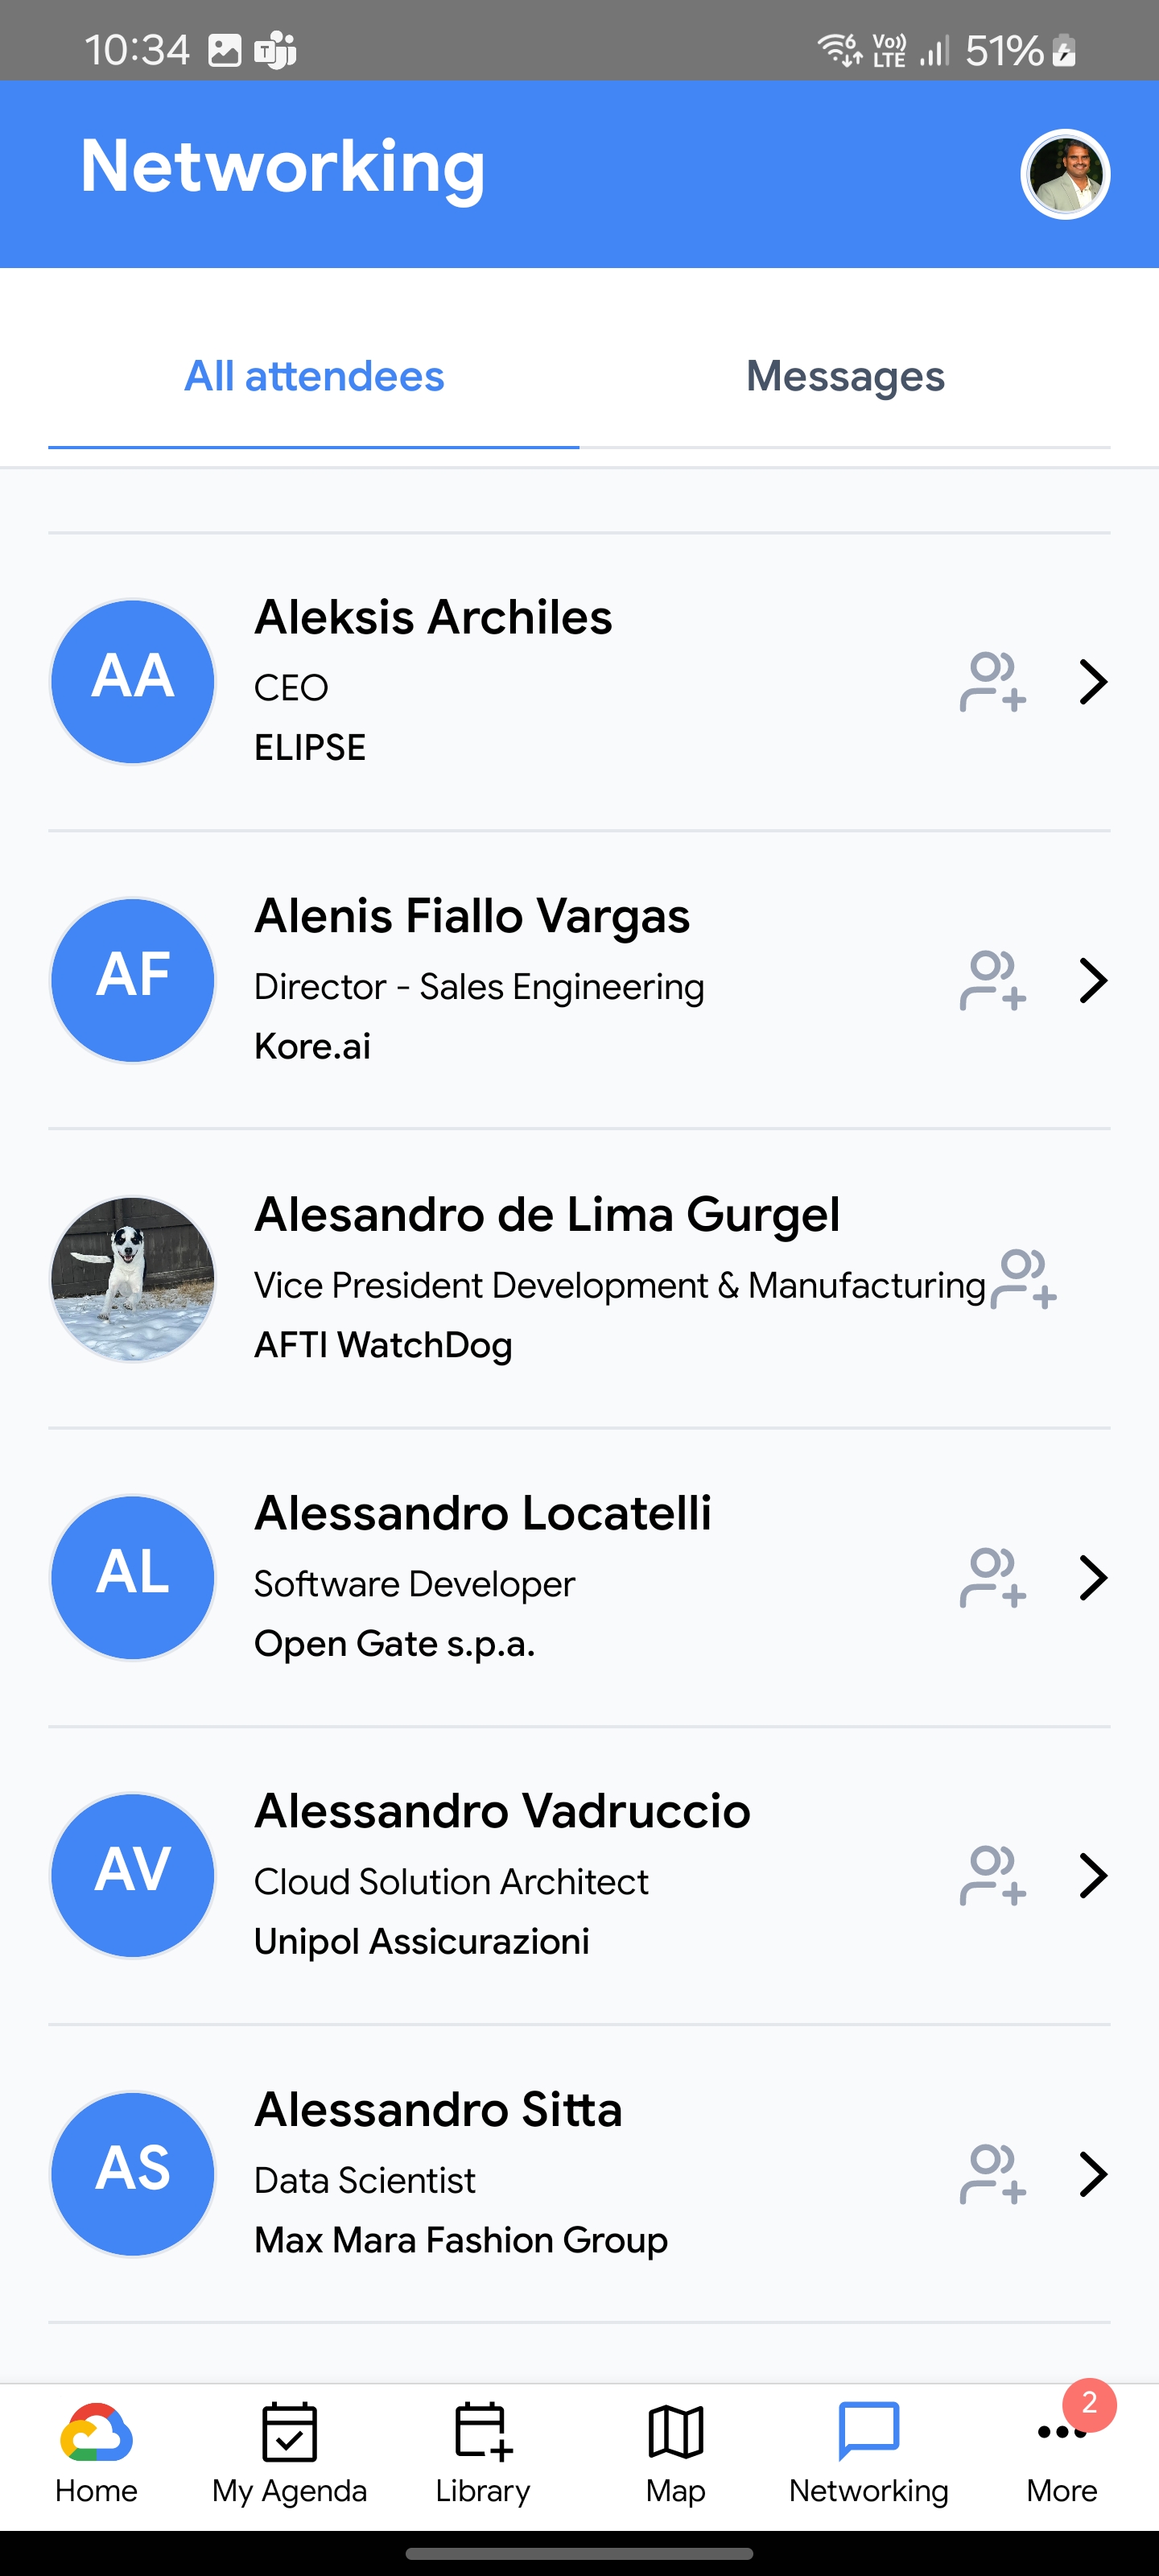 10:34
Vo)) LTE 51%
Networking
All attendees Messages
AA
Aleksis Archiles
CEO
ELIPSE
AF
Alenis Fiallo Vargas
Director - Sales Engineering
Kore.ai
Alesandro de Lima Gurgel
Vice President Development & Manufacturing
AFTI WatchDog
AL
Alessandro Locatelli
Software Developer
Open Gate s.p.a.
AV
Alessandro Vadruccio
Cloud Solution Architect
Unipol Assicurazioni
AS
Alessandro Sitta
Data Scientist
Max Mara Fashion Group
2
Home My Agenda Library Map Networking More